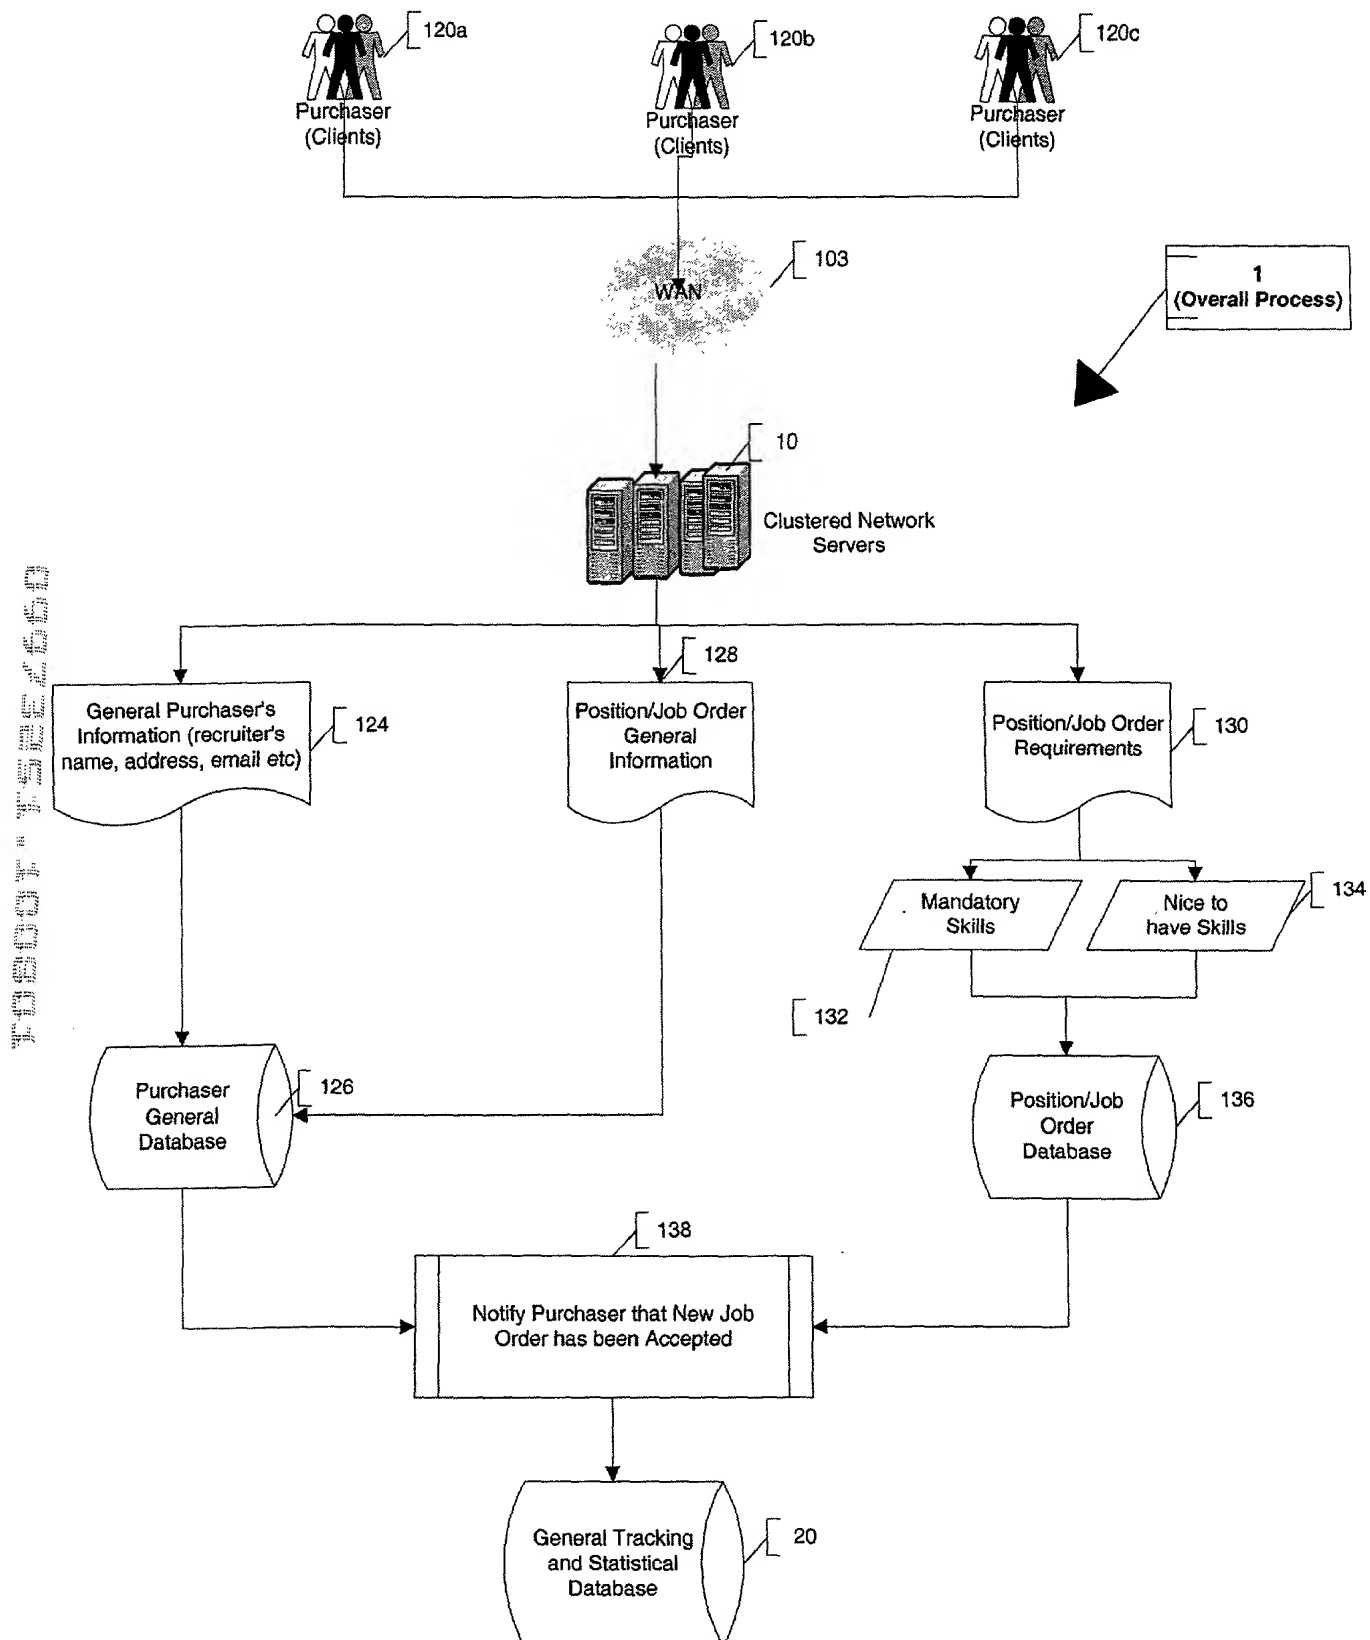 120a
120b
120c
Purchaser
(Clients)
Purchaser
(Clients)
Purchaser
(Clients)
103
WAN
1
(Overall Process)
10
Clustered Network
Servers
128
General Purchaser's
Information (recruiter's
name, address, email etc)
124
Position/Job Order
General
Information
Position/Job Order
Requirements
130
Mandatory
Skills
Nice to
have Skills
134
132
Purchaser
General
Database
126
Position/Job
Order
Database
136
138
Notify Purchaser that New Job
Order has been Accepted
General Tracking
and Statistical
Database
20
09973551.100801